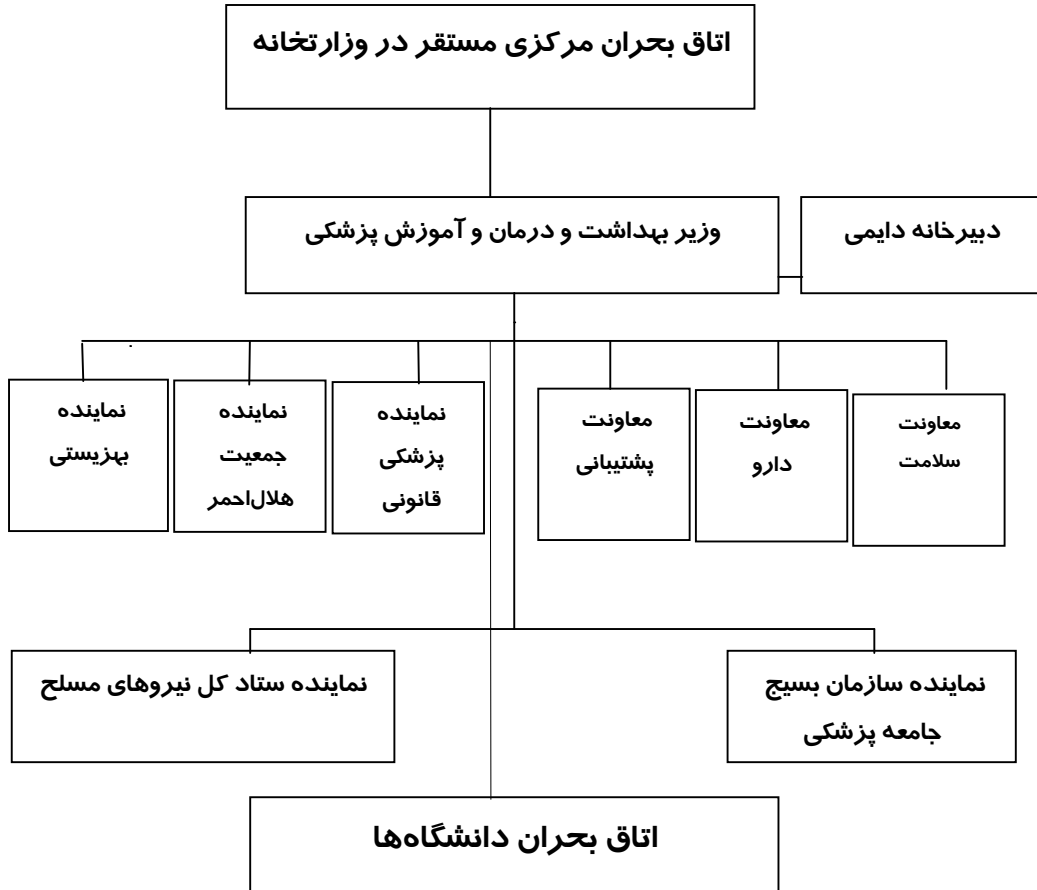 اتاق بحران مرکزی مستقر در وزارتخانه
وزیر بهداشت و درمان و آموزش پزشکی
دبیرخانه دایمی
معاونت
سلامت
معاونت
دارو
معاونت
پشتیبانی
نماینده
پزشکی
قانونی
نماینده
جمعیت
هلال‌احمر
نماینده
بهزیستی
نماینده سازمان بسیج
جامعه پزشکی
نماینده ستاد کل نیروهای مسلح
اتاق بحران دانشگاه‌ها